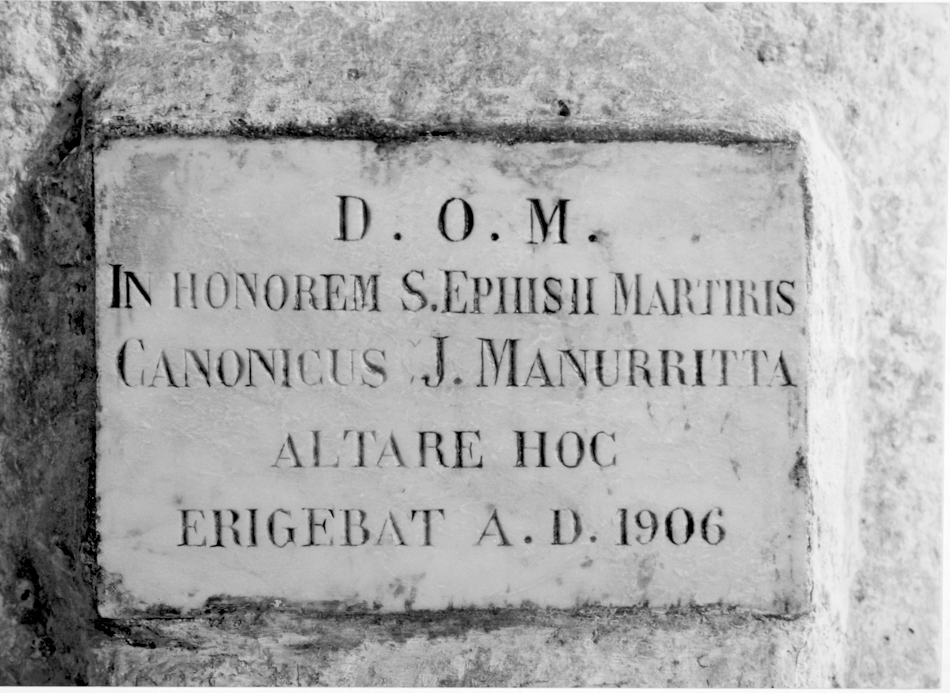 D. O. M.
IN HONOREM S. EPHISII MARTIRIS
CANONICUS J. MANURRITTA
ALTARE HOC
ERIGEBAT A. D. 1906